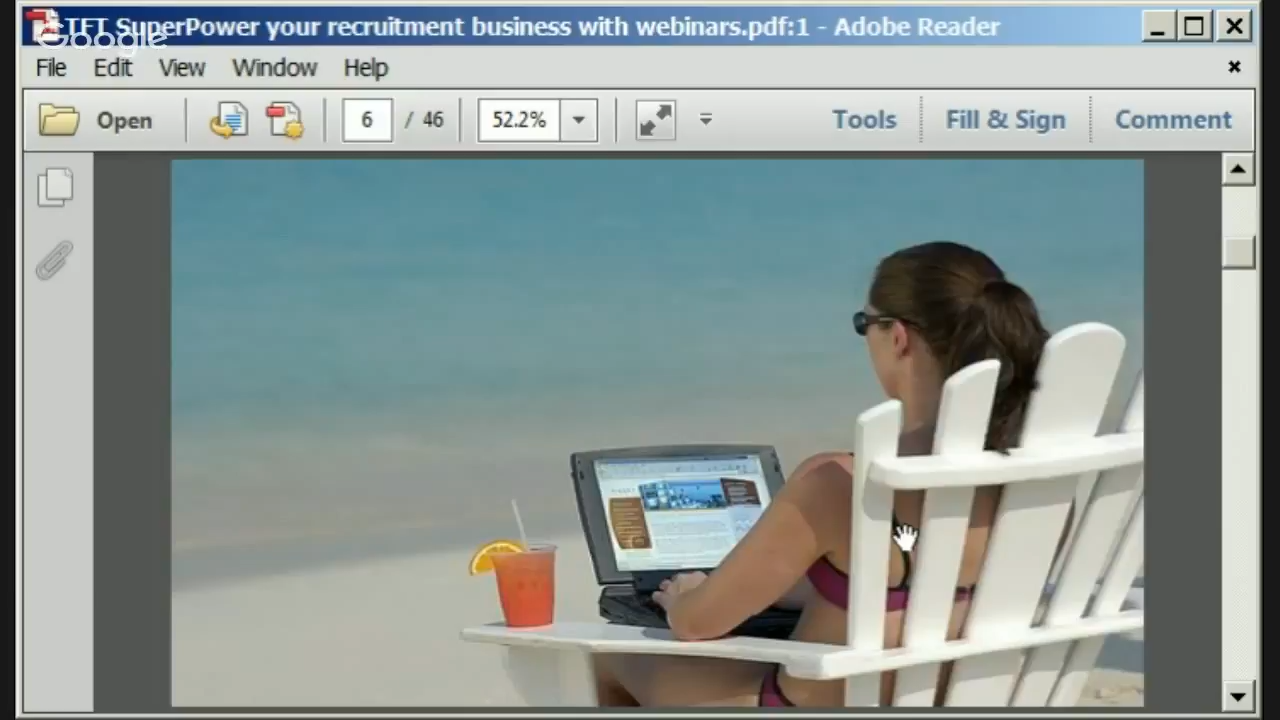 TFT SuperPower your recruitment business with webinars.pdf:1 - Adobe Reader
Google
File Edit View Window Help
Open 6 / 46 52.2% Tools Fill & Sign Comment